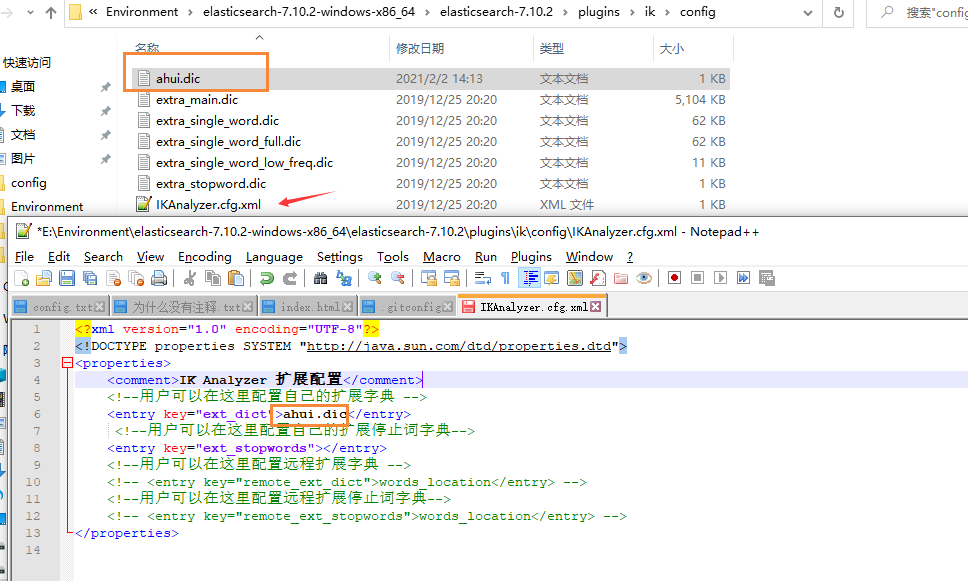 « Environment › elasticsearch-7.10.2-windows-x86_64 › elasticsearch-7.10.2 › plugins › ik › config
搜索"config
名称 修改日期 类型 大小
快速访问
桌面
下载
文档
图片
config
Environment
ahui.dic 2021/2/2 14:13 文本文档 1 KB
extra_main.dic 2019/12/25 20:20 文本文档 5,104 KB
extra_single_word.dic 2019/12/25 20:20 文本文档 62 KB
extra_single_word_full.dic 2019/12/25 20:20 文本文档 62 KB
extra_single_word_low_freq.dic 2019/12/25 20:20 文本文档 11 KB
extra_stopword.dic 2019/12/25 20:20 文本文档 1 KB
IKAnalyzer.cfg.xml 2019/12/25 20:20 XML 文件 1 KB
*E:\Environment\elasticsearch-7.10.2-windows-x86_64\elasticsearch-7.10.2\plugins\ik\config\IKAnalyzer.cfg.xml - Notepad++
File Edit Search View Encoding Language Settings Tools Macro Run Plugins Window ?
config.txt 为什么没有注释.txt index.html .gitconfig IKAnalyzer.cfg.xml
1 <?xml version="1.0" encoding="UTF-8"?>
2 <!DOCTYPE properties SYSTEM "http://java.sun.com/dtd/properties.dtd">
3 <properties>
4 <comment>IK Analyzer 扩展配置</comment>
5 <!--用户可以在这里配置自己的扩展字典 -->
6 <entry key="ext_dict">ahui.dic</entry>
7 <!--用户可以在这里配置自己的扩展停止词字典-->
8 <entry key="ext_stopwords"></entry>
9 <!--用户可以在这里配置远程扩展字典 -->
10 <!-- <entry key="remote_ext_dict">words_location</entry> -->
11 <!--用户可以在这里配置远程扩展停止词字典-->
12 <!-- <entry key="remote_ext_stopwords">words_location</entry> -->
13 </properties>
14